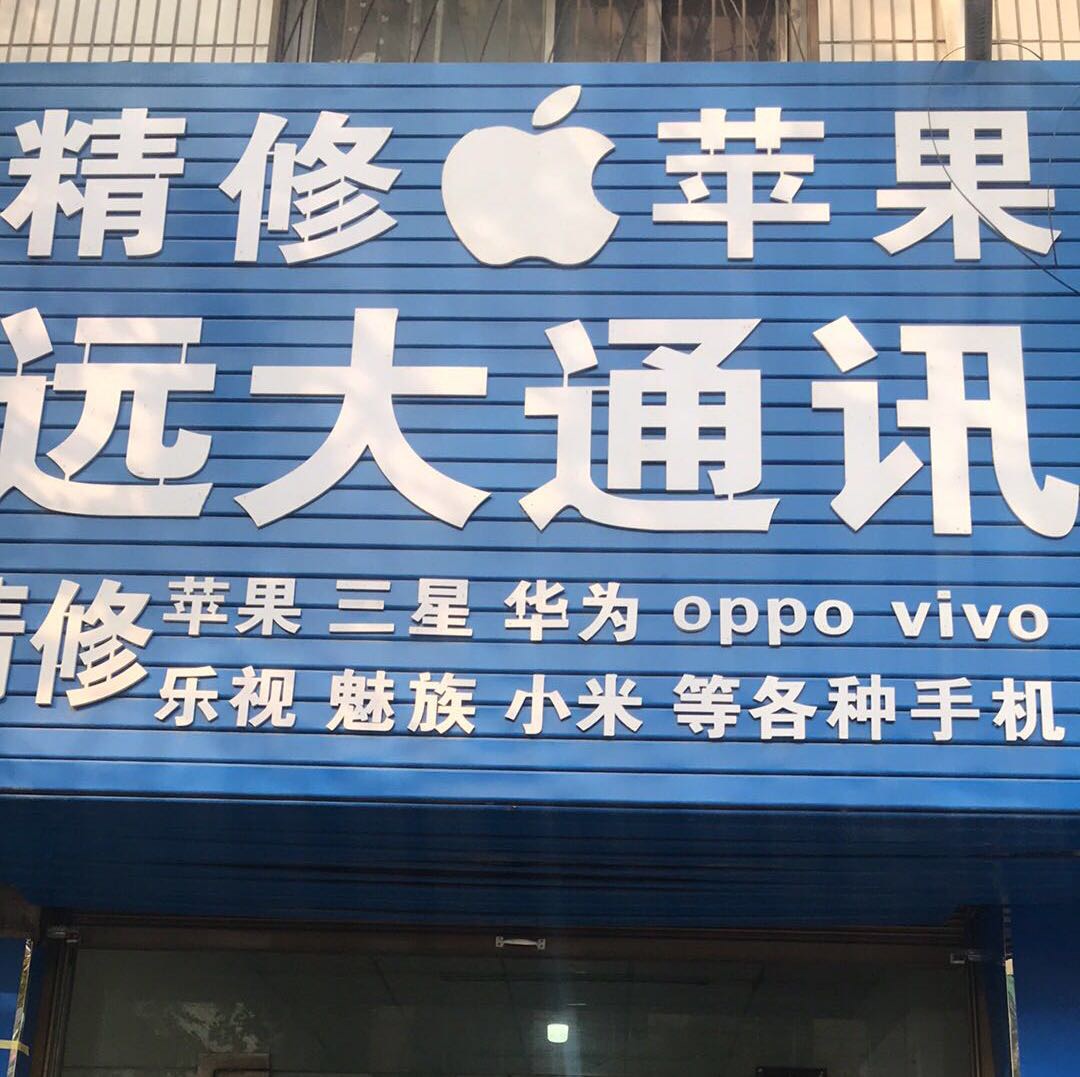 精修 苹果
远大通讯
精修 苹果 三星 华为 oppo vivo
乐视 魅族 小米 等各种手机